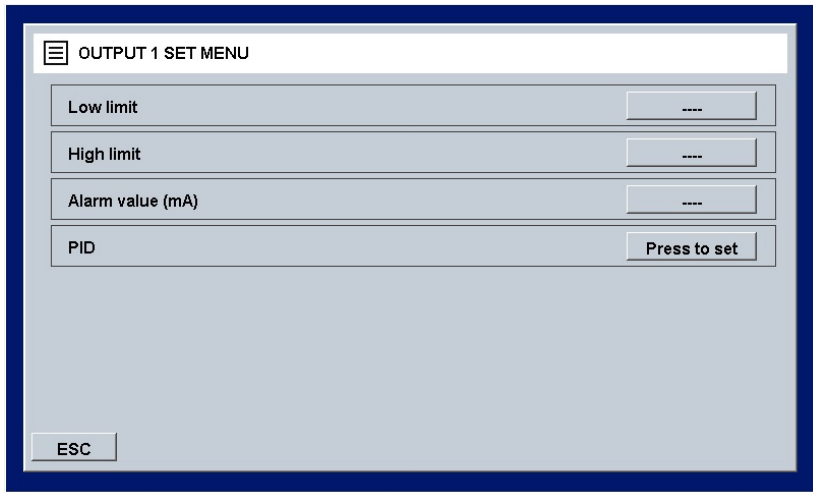 OUTPUT 1 SET MENU
Low limit ----
High limit ----
Alarm value (mA) ----
PID Press to set
ESC